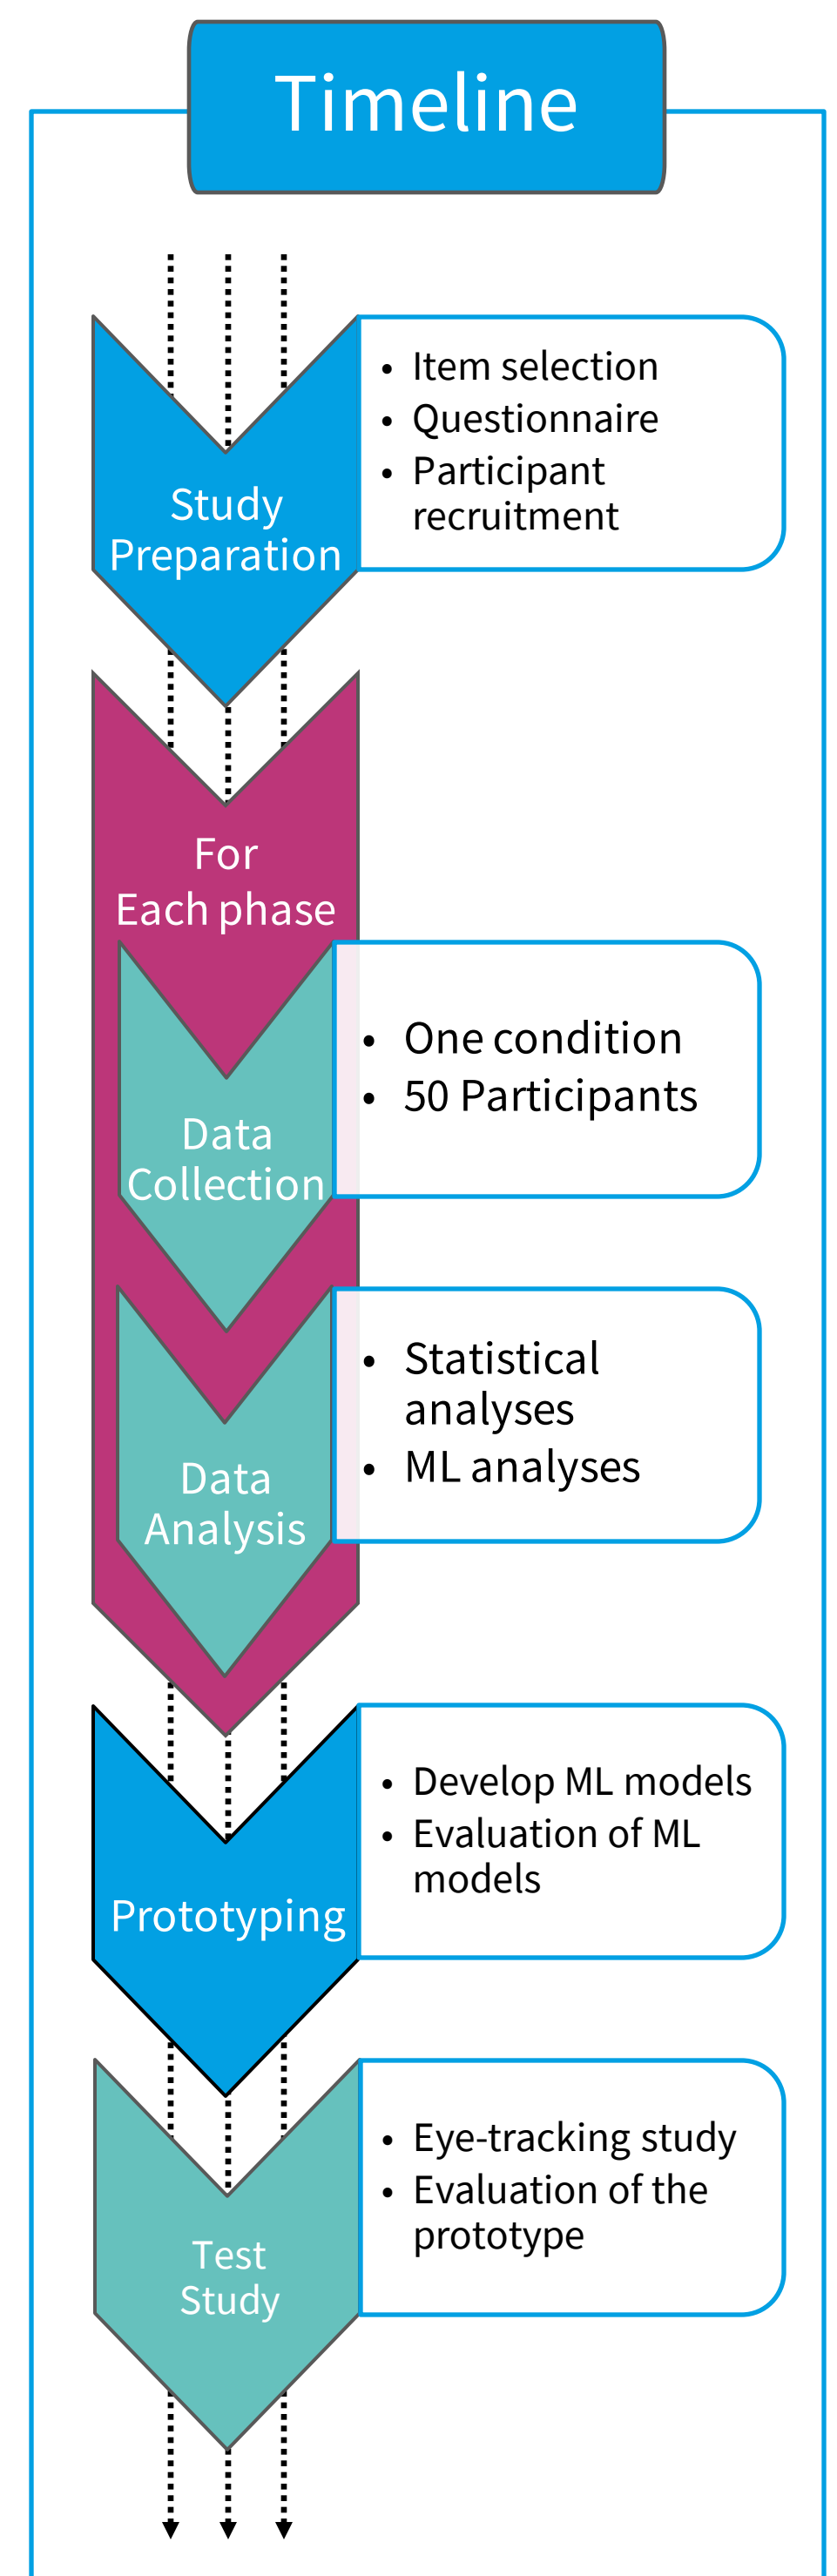 Timeline
Study
Preparation
• Item selection
• Questionnaire
• Participant
recruitment
For
Each phase
Data
Collection
• One condition
• 50 Participants
Data
Analysis
• Statistical
analyses
• ML analyses
Prototyping
• Develop ML models
• Evaluation of ML
models
Test
Study
• Eye-tracking study
• Evaluation of the
prototype